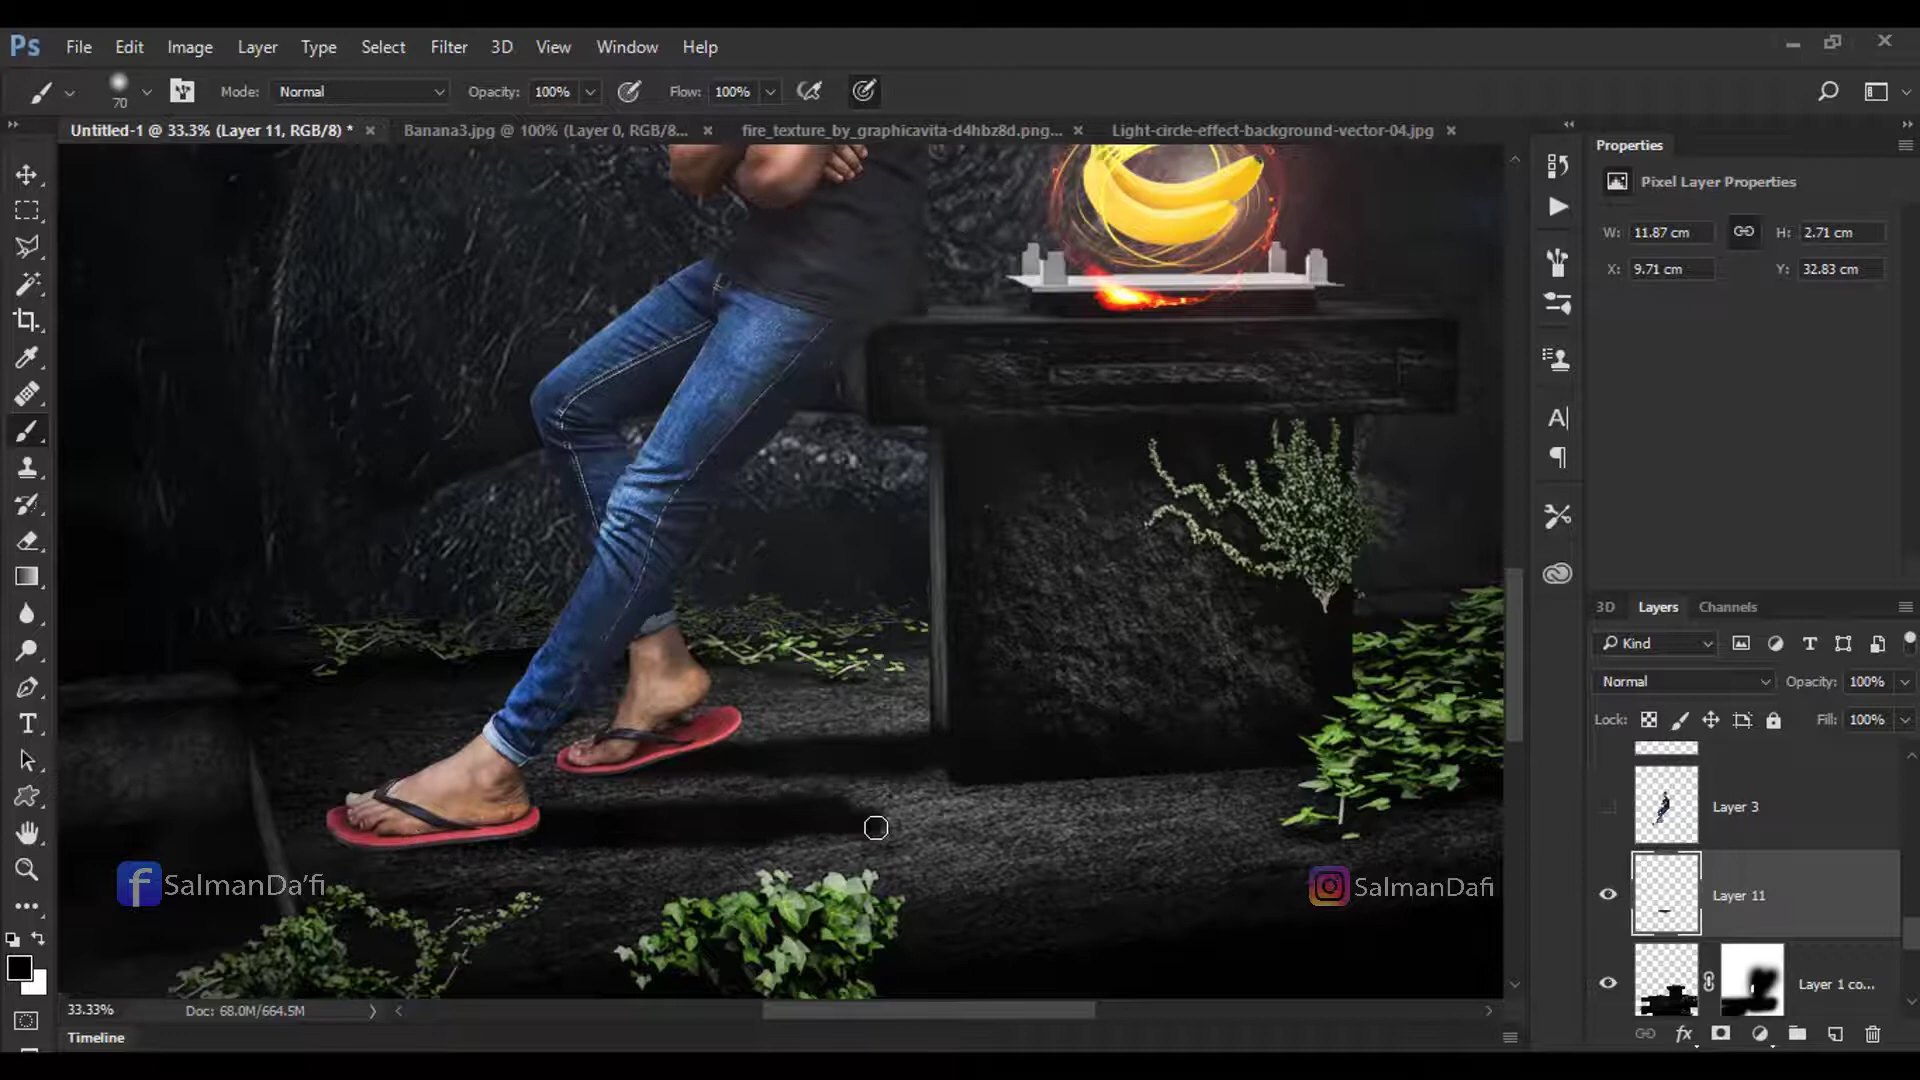 Ps File Edit Image Layer Type Select Filter 3D View Window Help
70 Mode: Normal Opacity: 100% Flow: 100%
Untitled-1 @ 33.3% (Layer 11, RGB/8) * Banana3.jpg @ 100% (Layer 0, RGB/8... fire_texture_by_graphicavita-d4hbz8d.png... Light-circle-effect-background-vector-04.jpg
Properties
Pixel Layer Properties
W: 11.87 cm H: 2.71 cm
X: 9.71 cm Y: 32.83 cm
3D Layers Channels
Kind
Normal Opacity: 100%
Lock: Fill: 100%
Layer 3
Layer 11
Layer 1 co...
SalmanDa'fi
SalmanDafi
33.33% Doc: 68.0M/664.5M
Timeline